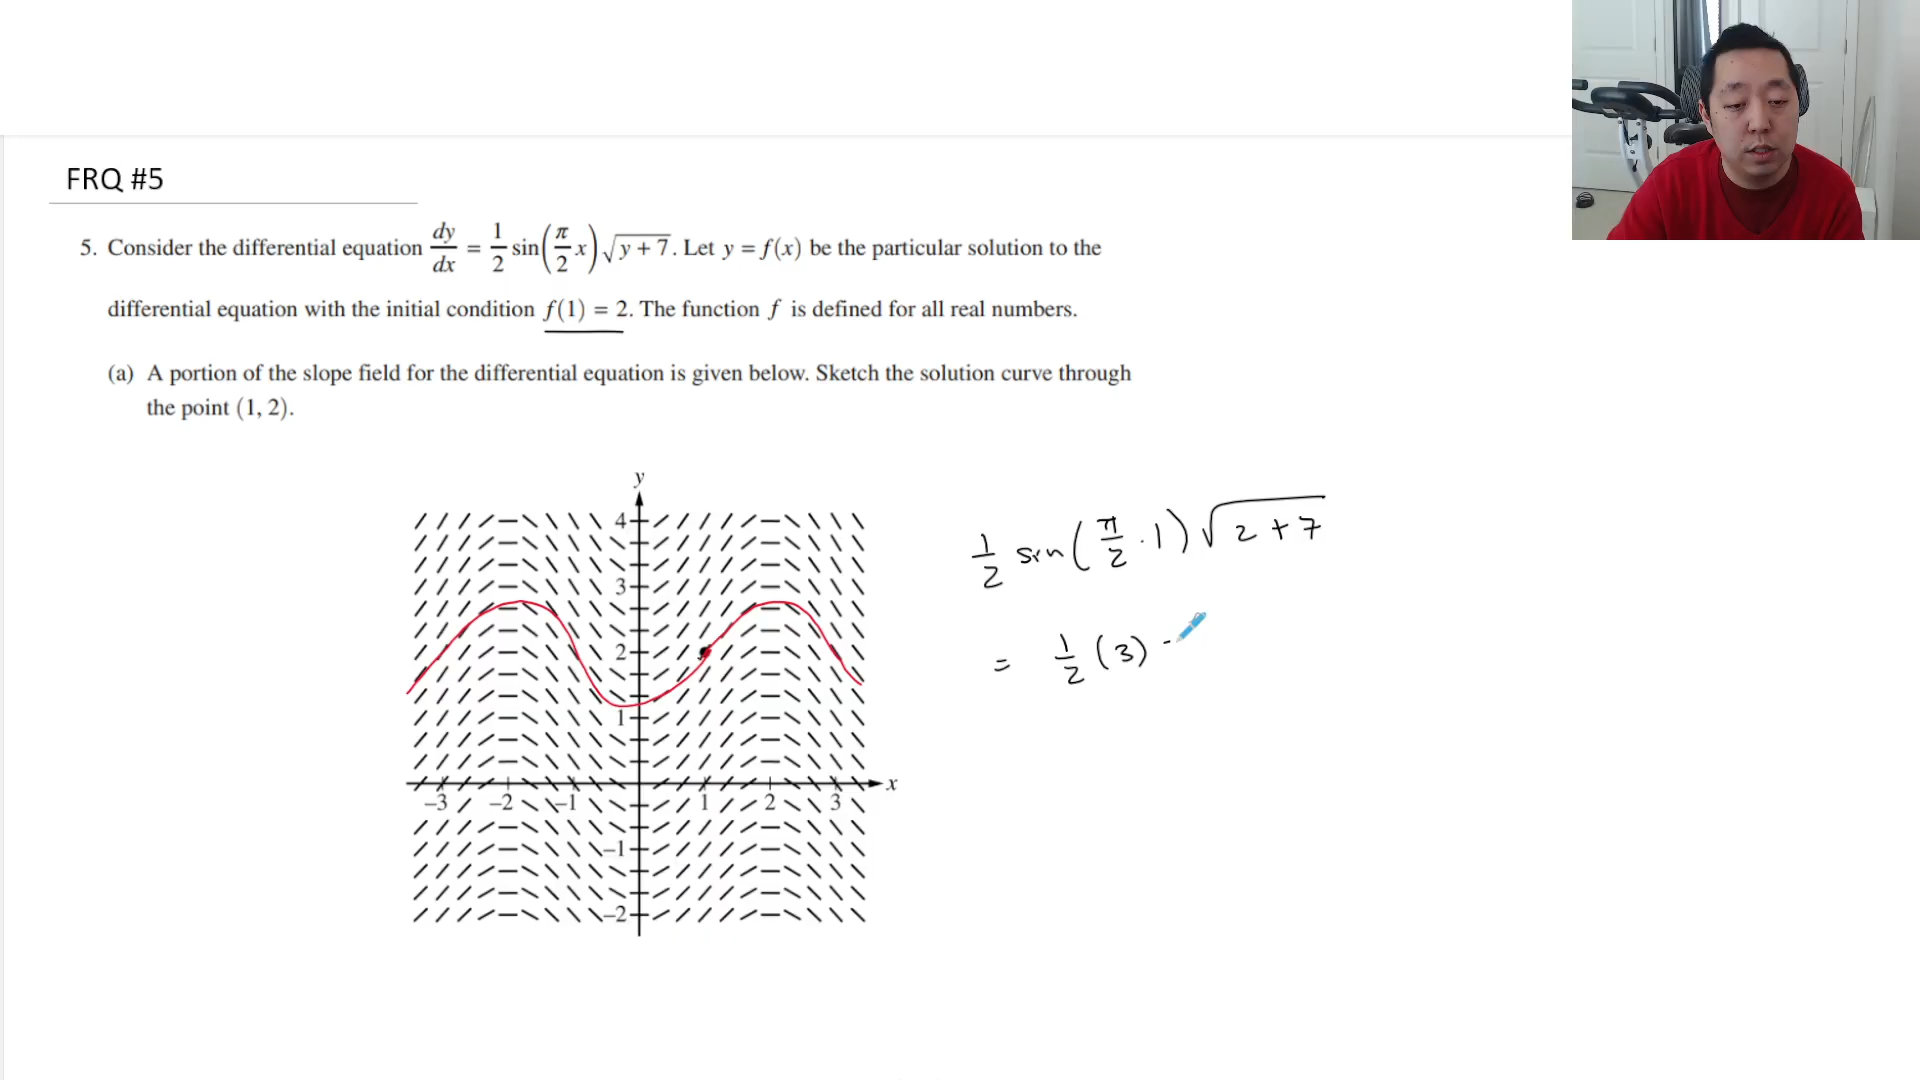 FRQ #5
5. Consider the differential equation dy/dx = 1/2 sin(π/2 x)√(y + 7). Let y = f(x) be the particular solution to the
differential equation with the initial condition f(1) = 2. The function f is defined for all real numbers.
(a) A portion of the slope field for the differential equation is given below. Sketch the solution curve through
the point (1, 2).
y
4
3
2
1
x
–3 –2 –1 1 2 3
–1
–2
1/2 sin(π/2 · 1)√(2 + 7)
= 1/2 (3) -